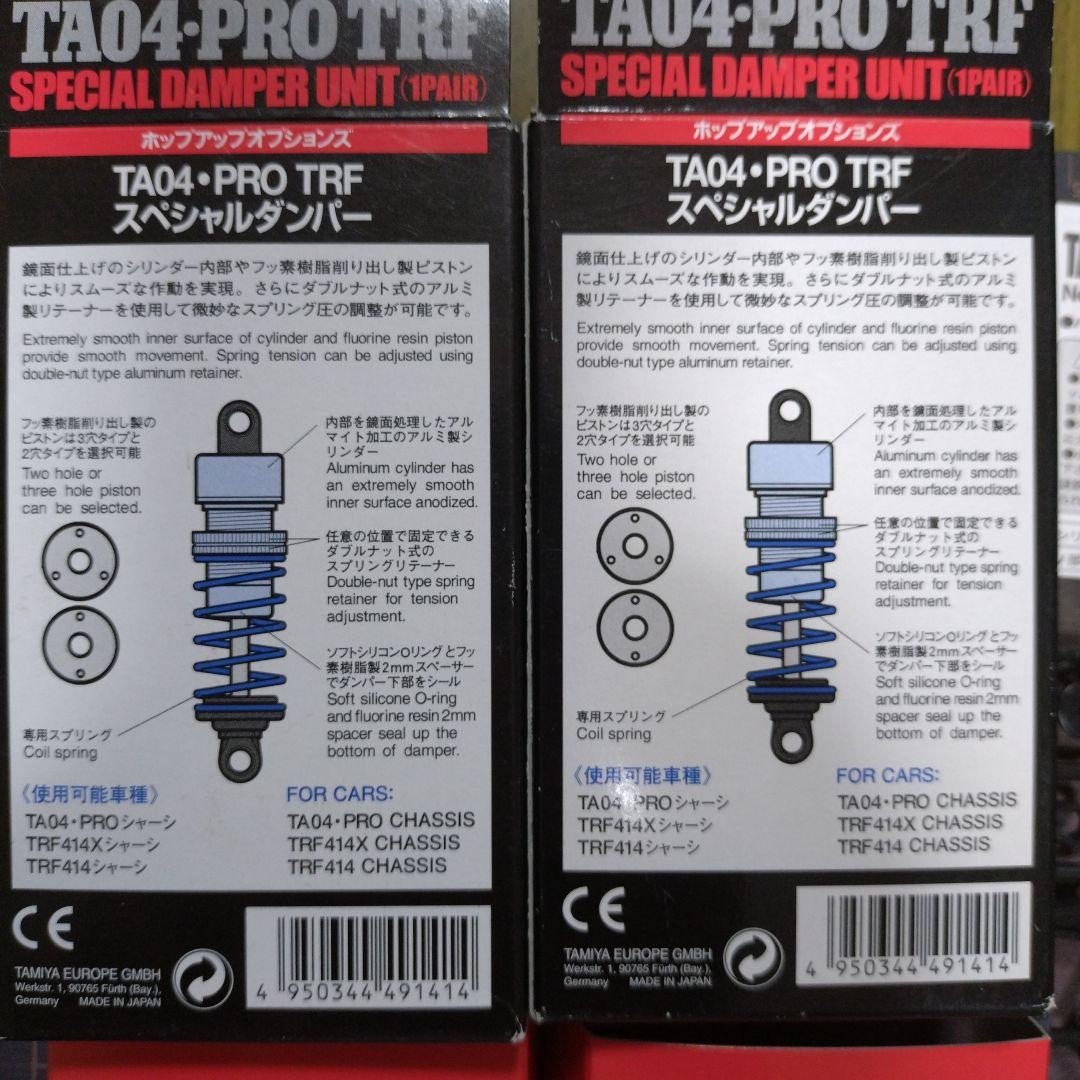 TA04・PRO TRF
SPECIAL DAMPER UNIT (1PAIR)
ホップアップオプションズ
TA04・PRO TRF
スペシャルダンパー
鏡面仕上げのシリンダー内部やフッ素樹脂削り出し製ピストン
によりスムーズな作動を実現。さらにダブルナット式のアルミ
製リテーナーを使用して微妙なスプリング圧の調整が可能です。
Extremely smooth inner surface of cylinder and fluorine resin piston
provide smooth movement. Spring tension can be adjusted using
double-nut type aluminum retainer.
フッ素樹脂削り出し製の
ピストンは3穴タイプと
2穴タイプを選択可能
Two hole or
three hole piston
can be selected.
内部を鏡面処理したアル
マイト加工のアルミ製シ
リンダー
Aluminum cylinder has
an extremely smooth
inner surface anodized.
任意の位置で固定できる
ダブルナット式の
スプリングリテーナー
Double-nut type spring
retainer for tension
adjustment.
ソフトシリコンOリングとフッ
素樹脂製2mmスペーサー
でダンパー下部をシール
Soft silicone O-ring
and fluorine resin 2mm
spacer seal up the
bottom of damper.
専用スプリング
Coil spring
《使用可能車種》
TA04・PROシャーシ
TRF414Xシャーシ
TRF414シャーシ
FOR CARS:
TA04・PRO CHASSIS
TRF414X CHASSIS
TRF414 CHASSIS
CE
TAMIYA EUROPE GMBH
Werkstr. 1, 90765 Fürth (Bay.),
Germany MADE IN JAPAN
4 950344 491414
TA04・PRO TRF
SPECIAL DAMPER UNIT (1PAIR)
ホップアップオプションズ
TA04・PRO TRF
スペシャルダンパー
鏡面仕上げのシリンダー内部やフッ素樹脂削り出し製ピストン
によりスムーズな作動を実現。さらにダブルナット式のアルミ
製リテーナーを使用して微妙なスプリング圧の調整が可能です。
Extremely smooth inner surface of cylinder and fluorine resin piston
provide smooth movement. Spring tension can be adjusted using
double-nut type aluminum retainer.
フッ素樹脂削り出し製の
ピストンは3穴タイプと
2穴タイプを選択可能
Two hole or
three hole piston
can be selected.
内部を鏡面処理したアル
マイト加工のアルミ製シ
リンダー
Aluminum cylinder has
an extremely smooth
inner surface anodized.
任意の位置で固定できる
ダブルナット式の
スプリングリテーナー
Double-nut type spring
retainer for tension
adjustment.
ソフトシリコンOリングとフッ
素樹脂製2mmスペーサー
でダンパー下部をシール
Soft silicone O-ring
and fluorine resin 2mm
spacer seal up the
bottom of damper.
専用スプリング
Coil spring
《使用可能車種》
TA04・PROシャーシ
TRF414Xシャーシ
TRF414シャーシ
FOR CARS:
TA04・PRO CHASSIS
TRF414X CHASSIS
TRF414 CHASSIS
CE
TAMIYA EUROPE GMBH
Werkstr. 1, 90765 Fürth (Bay.),
Germany MADE IN JAPAN
4 950344 491414